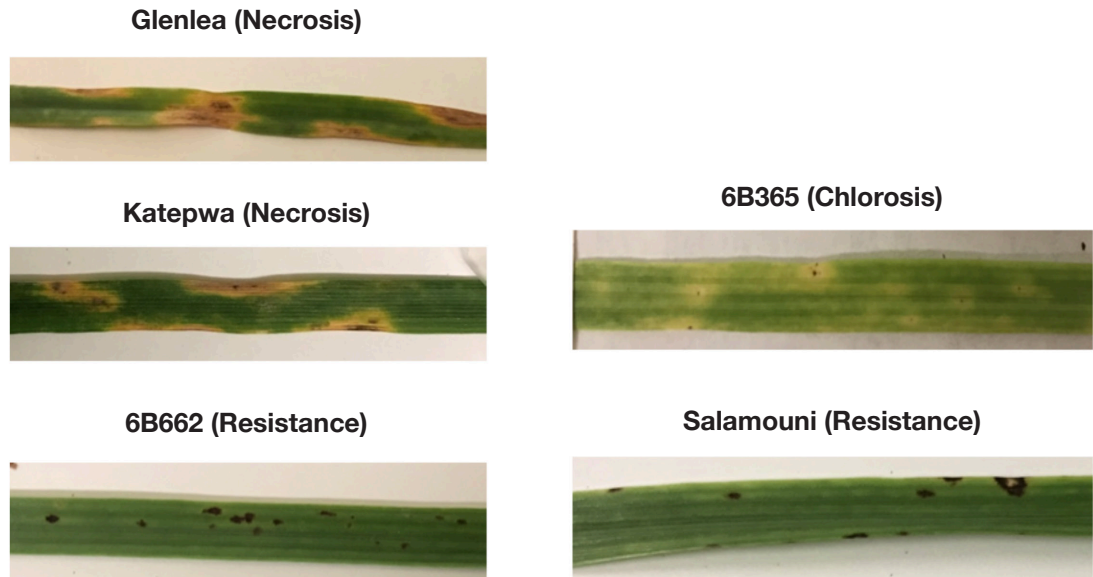 Glenlea (Necrosis)
Katepwa (Necrosis)
6B365 (Chlorosis)
6B662 (Resistance)
Salamouni (Resistance)